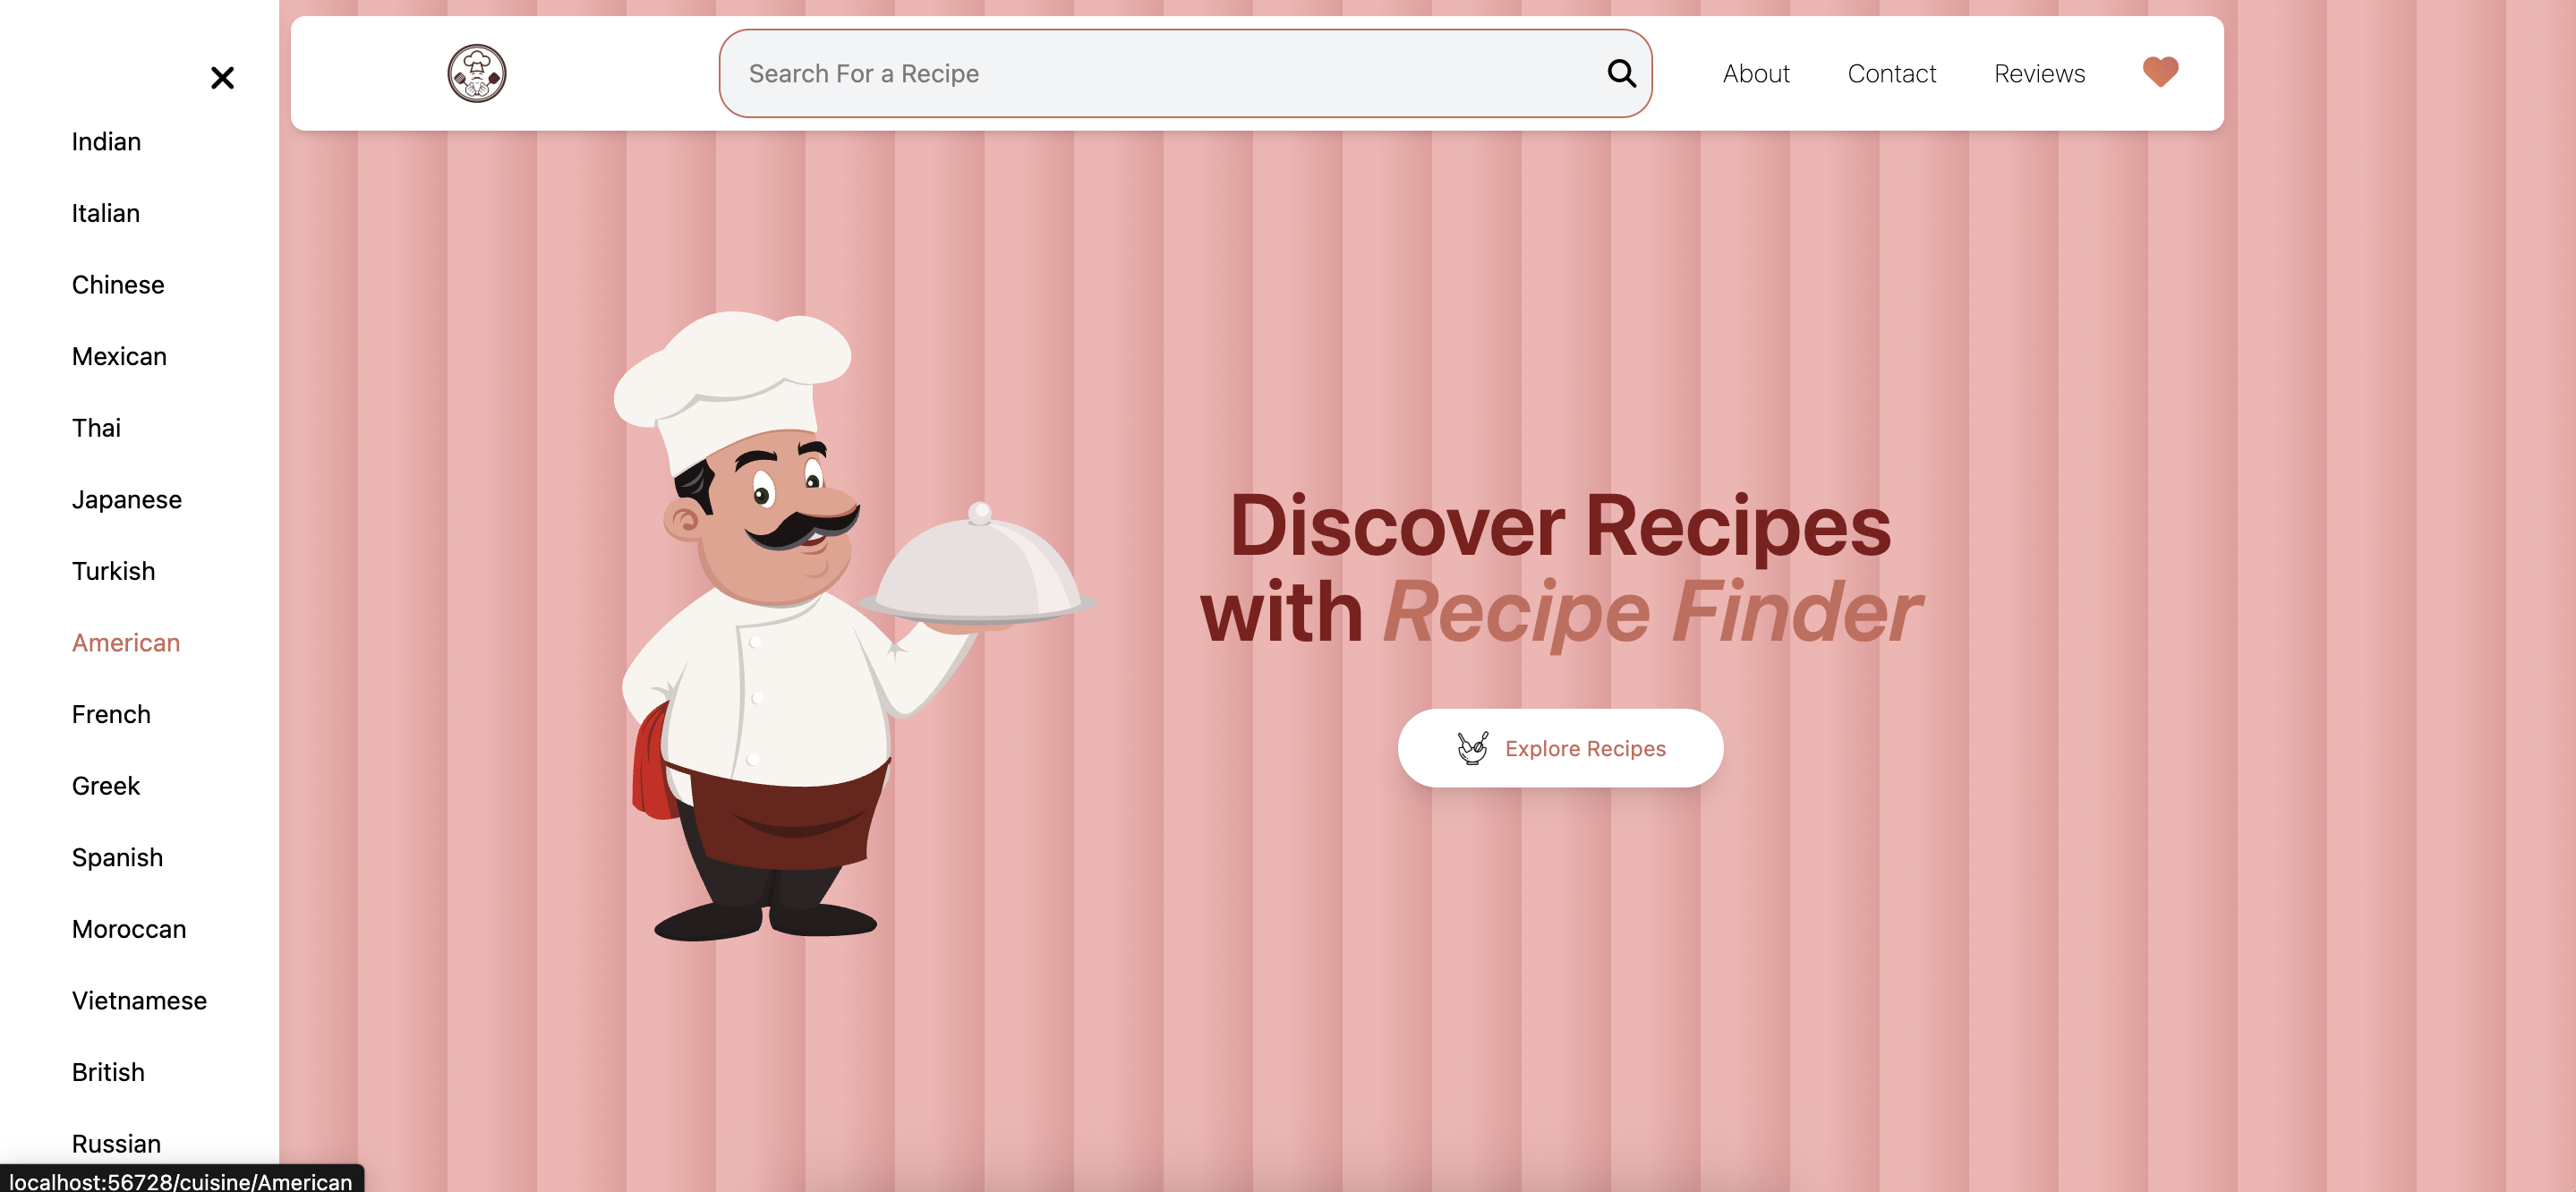 Search For a Recipe
About
Contact
Reviews
Indian
Italian
Chinese
Mexican
Thai
Japanese
Turkish
American
French
Greek
Spanish
Moroccan
Vietnamese
British
Russian
Discover Recipes
with Recipe Finder
Explore Recipes
localhost:56728/cuisine/American